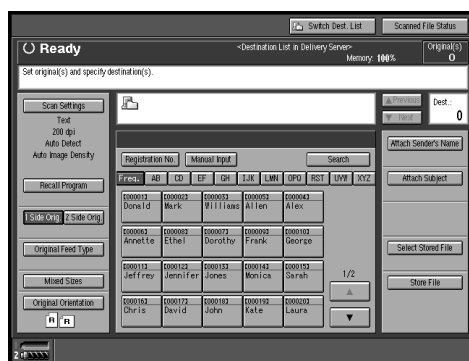 Switch Dest. List
Scanned File Status
Ready
<Destination List in Delivery Server>
Memory: 100%
Original(s)
0
Set original(s) and specify destination(s).
Scan Settings
Text
200 dpi
Auto Detect
Auto Image Density
Recall Program
1 Side Orig.
2 Side Orig.
Original Feed Type
Mixed Sizes
Original Orientation
R R
▲ Previous
▼ Next
Dest.:
0
Registration No.
Manual Input
Search
Freq. AB CD EF GH IJK LMN OPQ RST UVW XYZ
[00001] [00002] [00003] [00004] [00004]
Donald Mark Williams Allen Alex
[00006] [00008] [00007] [00009] [00010]
Annette Ethel Dorothy Frank George
[00011] [00012] [00013] [00014] [00015]
Jeffrey Jennifer Jones Monica Sarah
[00016] [00017] [00018] [00019] [00020]
Chris David John Kate Laura
1/2
▲
▼
Attach Sender's Name
Attach Subject
Select Stored File
Store File